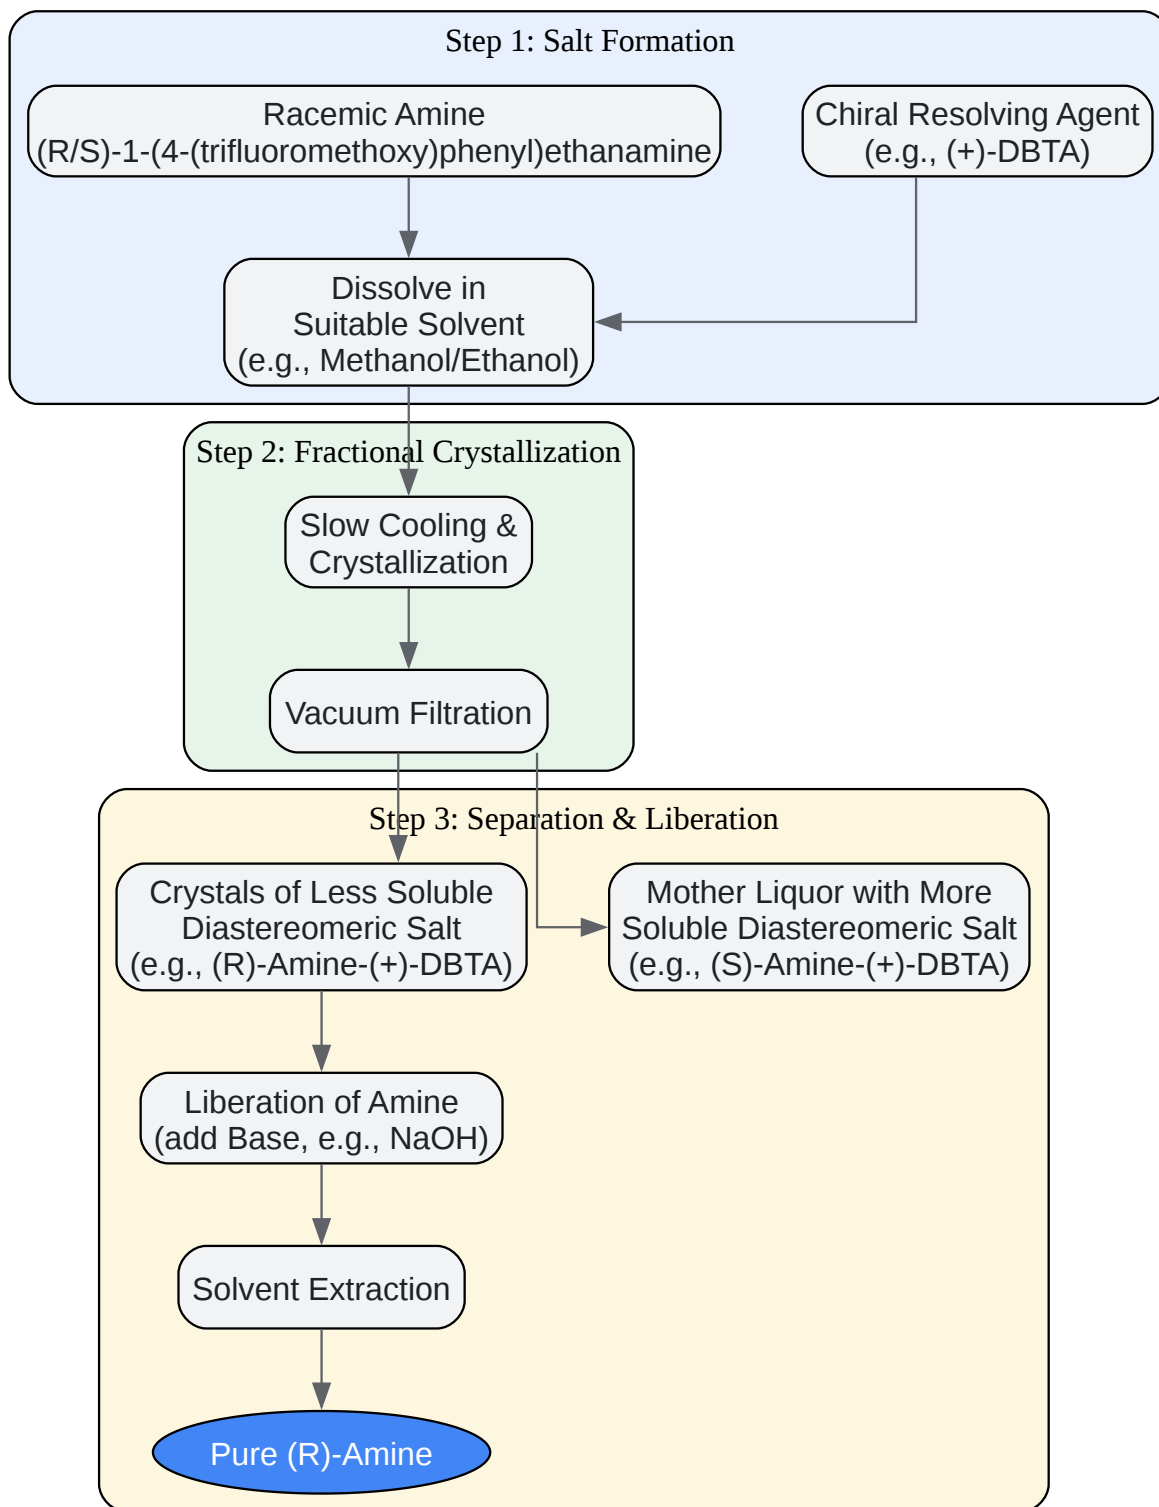 Step 1: Salt Formation
Racemic Amine
(R/S)-1-(4-(trifluoromethoxy)phenyl)ethanamine
Chiral Resolving Agent
(e.g., (+)-DBTA)
Dissolve in
Suitable Solvent
(e.g., Methanol/Ethanol)
Step 2: Fractional Crystallization
Slow Cooling &
Crystallization
Vacuum Filtration
Step 3: Separation & Liberation
Crystals of Less Soluble
Diastereomeric Salt
(e.g., (R)-Amine-(+)-DBTA)
Mother Liquor with More
Soluble Diastereomeric Salt
(e.g., (S)-Amine-(+)-DBTA)
Liberation of Amine
(add Base, e.g., NaOH)
Solvent Extraction
Pure (R)-Amine